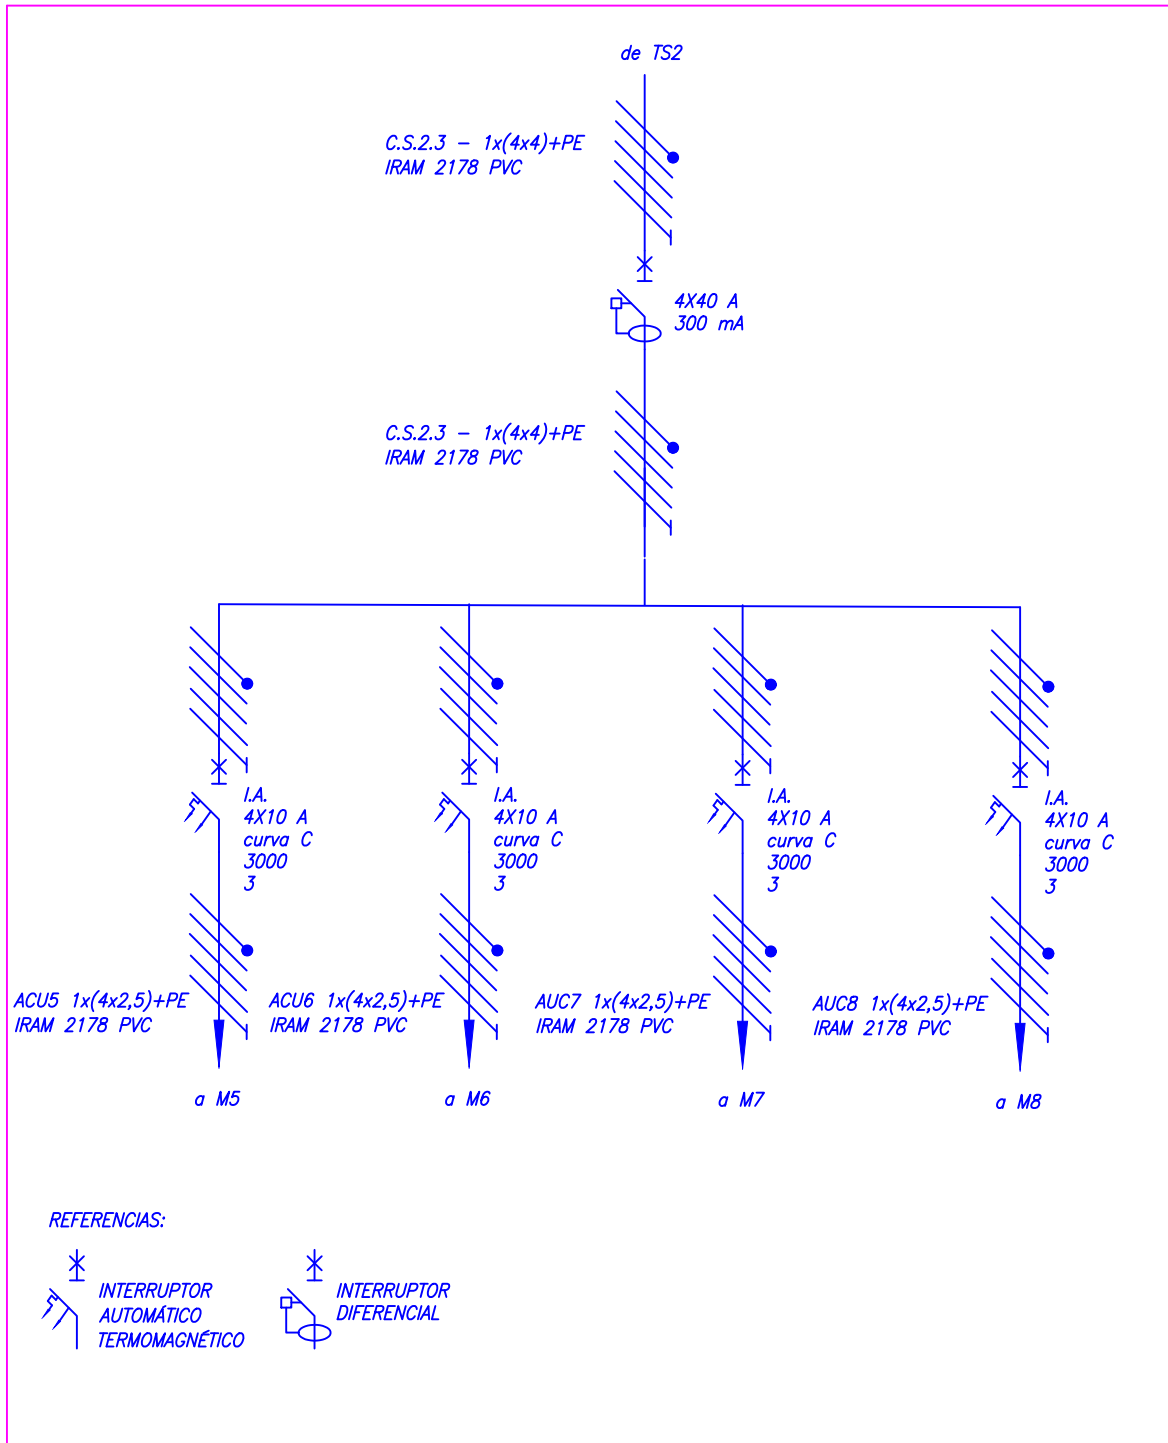 de TS2
C.S.2.3 - 1x(4x4)+PE
IRAM 2178 PVC
4X40 A
300 mA
C.S.2.3 - 1x(4x4)+PE
IRAM 2178 PVC
I.A.
4X10 A
curva C
3000
3
I.A.
4X10 A
curva C
3000
3
I.A.
4X10 A
curva C
3000
3
I.A.
4X10 A
curva C
3000
3
ACU5 1x(4x2,5)+PE
IRAM 2178 PVC
ACU6 1x(4x2,5)+PE
IRAM 2178 PVC
AUC7 1x(4x2,5)+PE
IRAM 2178 PVC
AUC8 1x(4x2,5)+PE
IRAM 2178 PVC
a M5
a M6
a M7
a M8
REFERENCIAS:
INTERRUPTOR
AUTOMÁTICO
TERMOMAGNÉTICO
INTERRUPTOR
DIFERENCIAL